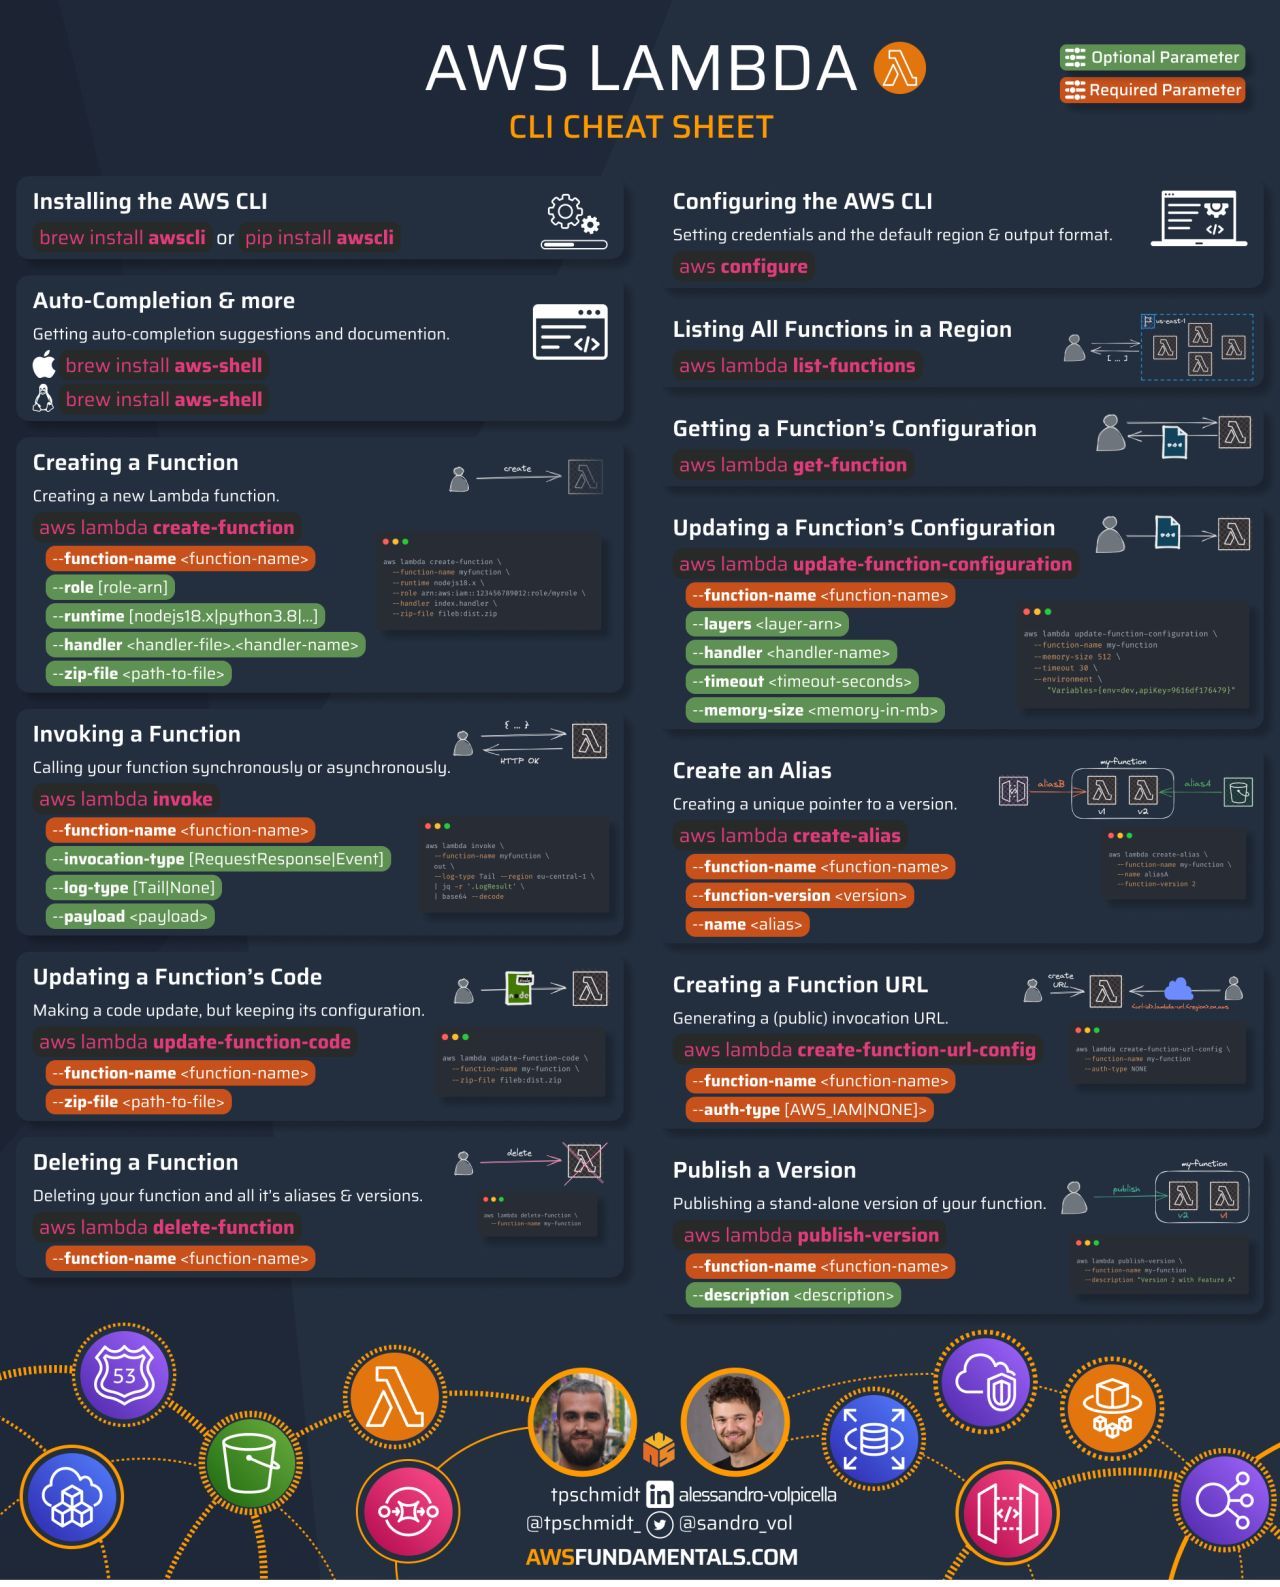 AWS LAMBDA
CLI CHEAT SHEET
Optional Parameter
Required Parameter
Installing the AWS CLI
brew install awscli or pip install awscli
Auto-Completion & more
Getting auto-completion suggestions and documention.
brew install aws-shell
brew install aws-shell
Creating a Function
Creating a new Lambda function.
create
aws lambda create-function
--function-name <function-name>
--role [role-arn]
--runtime [nodejs18.x|python3.8|...]
--handler <handler-file>.<handler-name>
--zip-file <path-to-file>
aws lambda create-function \
--function-name myfunction \
--runtime nodejs18.x \
--role arn:aws:iam::123456789012:role/myrole \
--handler index.handler \
--zip-file fileb:dist.zip
Invoking a Function
Calling your function synchronously or asynchronously.
{ ... }
HTTP OK
aws lambda invoke
--function-name <function-name>
--invocation-type [RequestResponse|Event]
--log-type [Tail|None]
--payload <payload>
aws lambda invoke \
--function-name myfunction \
out \
--log-type Tail --region eu-central-1 \
| jq -r '.LogResult' \
| base64 --decode
Updating a Function's Code
Making a code update, but keeping its configuration.
node
aws lambda update-function-code
--function-name <function-name>
--zip-file <path-to-file>
aws lambda update-function-code \
--function-name my-function \
--zip-file fileb:dist.zip
Deleting a Function
Deleting your function and all it's aliases & versions.
delete
aws lambda delete-function
--function-name <function-name>
aws lambda delete-function \
--function-name my-function
Configuring the AWS CLI
Setting credentials and the default region & output format.
aws configure
Listing All Functions in a Region
aws lambda list-functions
us-east-1
[ ... ]
Getting a Function's Configuration
aws lambda get-function
Updating a Function's Configuration
aws lambda update-function-configuration
--function-name <function-name>
--layers <layer-arn>
--handler <handler-name>
--timeout <timeout-seconds>
--memory-size <memory-in-mb>
aws lambda update-function-configuration \
--function-name my-function
--memory-size 512 \
--timeout 30 \
--environment \
"Variables={env=dev,apiKey=9616df176479}"
Create an Alias
Creating a unique pointer to a version.
my-function
aliasB
aliasA
v1 v2
aws lambda create-alias
--function-name <function-name>
--function-version <version>
--name <alias>
aws lambda create-alias \
--function-name my-function \
--name aliasA
--function-version 2
Creating a Function URL
Generating a (public) invocation URL.
create URL
<url-id>.lambda-url.<region>.on.aws
aws lambda create-function-url-config
--function-name <function-name>
--auth-type [AWS_IAM|NONE]>
aws lambda create-function-url-config \
--function-name my-function
--auth-type NONE
Publish a Version
Publishing a stand-alone version of your function.
my-function
publish
v2 v1
aws lambda publish-version
--function-name <function-name>
--description <description>
aws lambda publish-version \
--function-name my-function
--description "Version 2 with Feature A"
53
tpschmidt in alessandro-volpicella
@tpschmidt_ @sandro_vol
AWSFUNDAMENTALS.COM